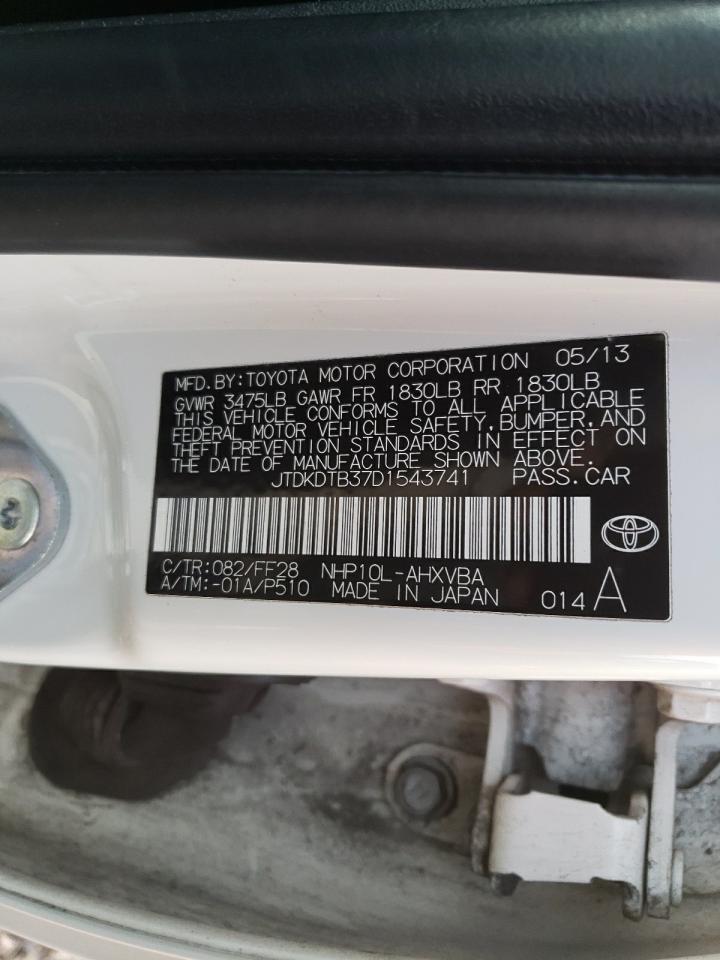 MFD.BY:TOYOTA MOTOR CORPORATION 05/13
GVWR 3475LB GAWR FR 1830LB RR 1830LB
THIS VEHICLE CONFORMS TO ALL APPLICABLE
FEDERAL MOTOR VEHICLE SAFETY,BUMPER,AND
THEFT PREVENTION STANDARDS IN EFFECT ON
THE DATE OF MANUFACTURE SHOWN ABOVE.
JTDKDTB37D1543741 PASS.CAR
C/TR:082/FF28 NHP10L-AHXVBA
A/TM:-01A/P510 MADE IN JAPAN 014 A